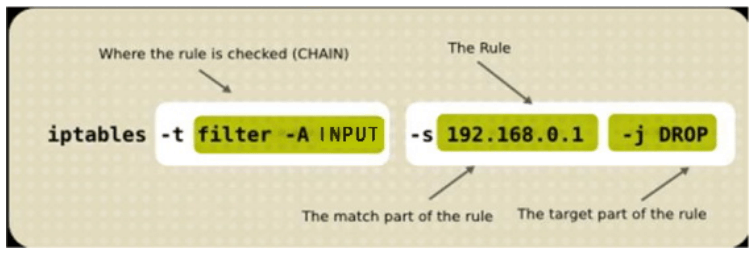 Where the rule is checked (CHAIN)
The Rule
iptables -t filter -A INPUT -s 192.168.0.1 -j DROP
The match part of the rule
The target part of the rule